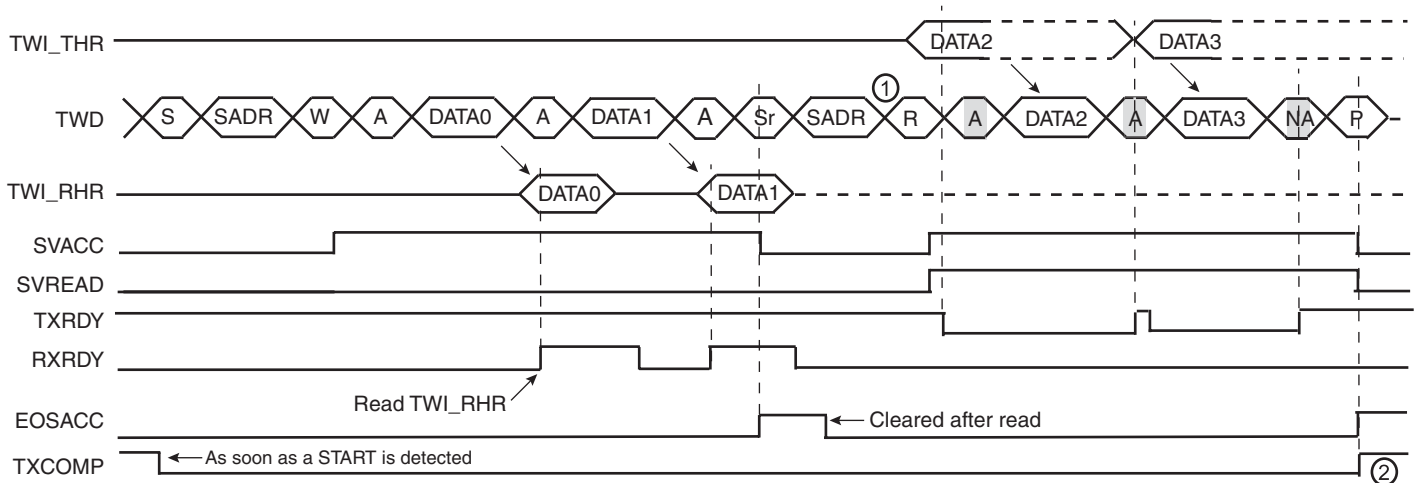 TWI_THR DATA2 DATA3
①
TWD S SADR W A DATA0 A DATA1 A Sr SADR R A DATA2 A DATA3 NA P
TWI_RHR DATA0 DATA1
SVACC
SVREAD
TXRDY
RXRDY
Read TWI_RHR
EOSACC Cleared after read
As soon as a START is detected
TXCOMP ②